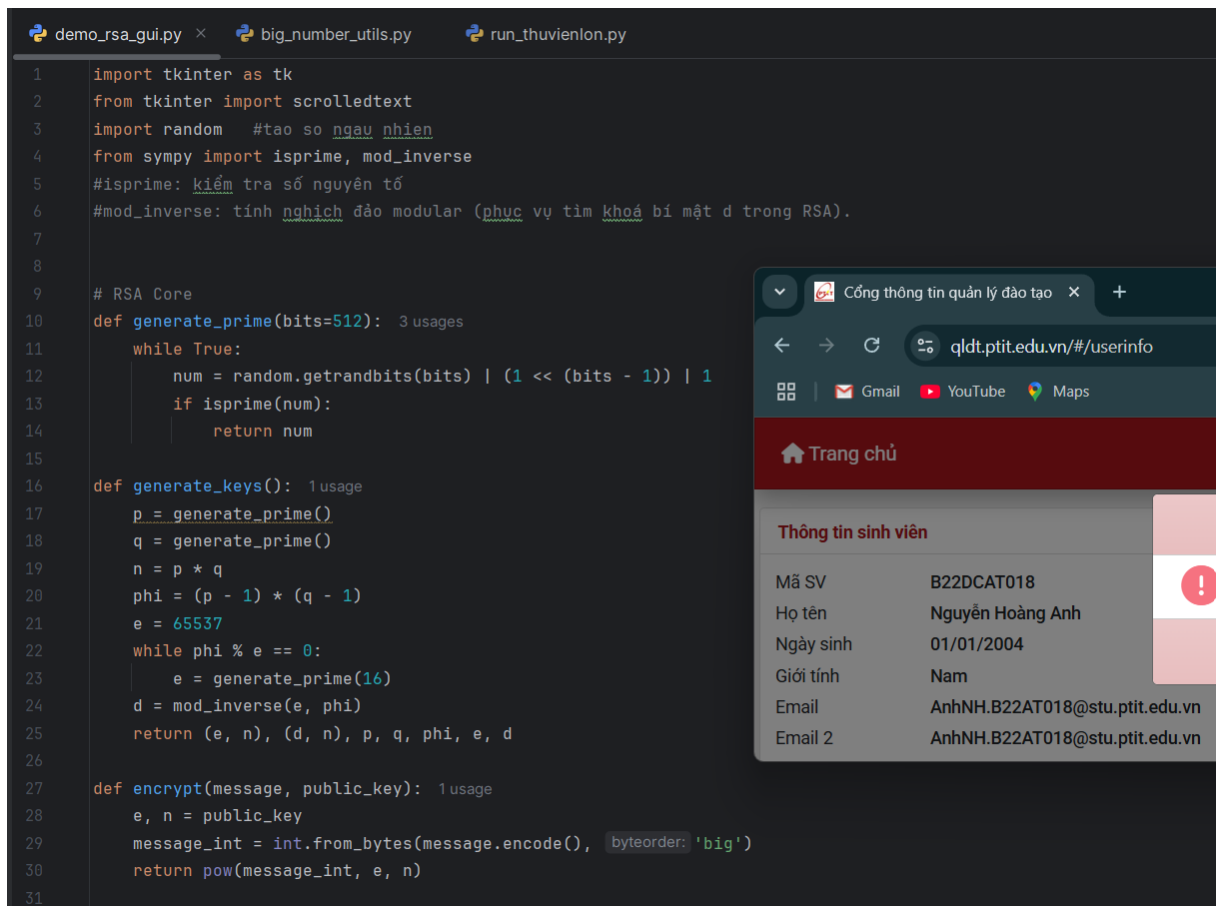 demo_rsa_gui.py × big_number_utils.py run_thuvienlon.py
1 import tkinter as tk
2 from tkinter import scrolledtext
3 import random #tao so ngau nhien
4 from sympy import isprime, mod_inverse
5 #isprime: kiểm tra số nguyên tố
6 #mod_inverse: tính nghịch đảo modular (phục vụ tìm khoá bí mật d trong RSA).
7
8
9 # RSA Core
10 def generate_prime(bits=512): 3 usages
11 while True:
12 num = random.getrandbits(bits) | (1 << (bits - 1)) | 1
13 if isprime(num):
14 return num
15
16 def generate_keys(): 1 usage
17 p = generate_prime()
18 q = generate_prime()
19 n = p * q
20 phi = (p - 1) * (q - 1)
21 e = 65537
22 while phi % e == 0:
23 e = generate_prime(16)
24 d = mod_inverse(e, phi)
25 return (e, n), (d, n), p, q, phi, e, d
26
27 def encrypt(message, public_key): 1 usage
28 e, n = public_key
29 message_int = int.from_bytes(message.encode(), byteorder: 'big')
30 return pow(message_int, e, n)
31
Cổng thông tin quản lý đào tạo × +
qldt.ptit.edu.vn/#/userinfo
Gmail YouTube Maps
Trang chủ
Thông tin sinh viên
Mã SV B22DCAT018
Họ tên Nguyễn Hoàng Anh
Ngày sinh 01/01/2004
Giới tính Nam
Email AnhNH.B22AT018@stu.ptit.edu.vn
Email 2 AnhNH.B22AT018@stu.ptit.edu.vn